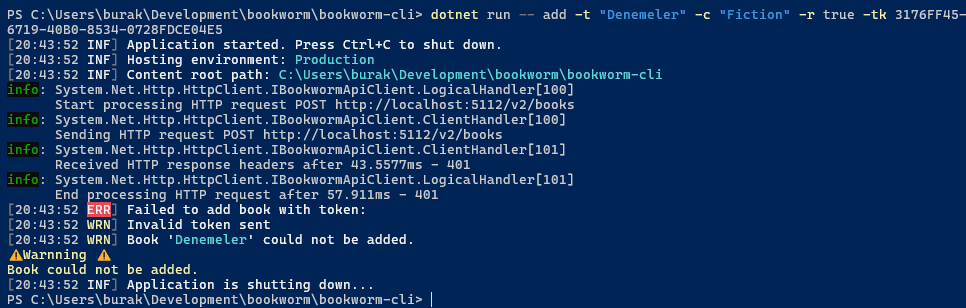 PS C:\Users\burak\Development\bookworm\bookworm-cli> dotnet run -- add -t "Denemeler" -c "Fiction" -r true -tk 3176FF45-
6719-40B0-8534-0728FDCE04E5
[20:43:52 INF] Application started. Press Ctrl+C to shut down.
[20:43:52 INF] Hosting environment: Production
[20:43:52 INF] Content root path: C:\Users\burak\Development\bookworm\bookworm-cli
info: System.Net.Http.HttpClient.IBookwormApiClient.LogicalHandler[100]
      Start processing HTTP request POST http://localhost:5112/v2/books
info: System.Net.Http.HttpClient.IBookwormApiClient.ClientHandler[100]
      Sending HTTP request POST http://localhost:5112/v2/books
info: System.Net.Http.HttpClient.IBookwormApiClient.ClientHandler[101]
      Received HTTP response headers after 43.5577ms - 401
info: System.Net.Http.HttpClient.IBookwormApiClient.LogicalHandler[101]
      End processing HTTP request after 57.911ms - 401
[20:43:52 ERR] Failed to add book with token:
[20:43:52 WRN] Invalid token sent
[20:43:52 WRN] Book 'Denemeler' could not be added.
⚠️Warnning ⚠️
Book could not be added.
[20:43:52 INF] Application is shutting down...
PS C:\Users\burak\Development\bookworm\bookworm-cli>